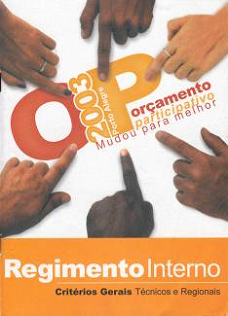 OP
2003
Porto Alegre
orçamento
participativo
Mudou para melhor
Regimento Interno
Critérios Gerais Técnicos e Regionais